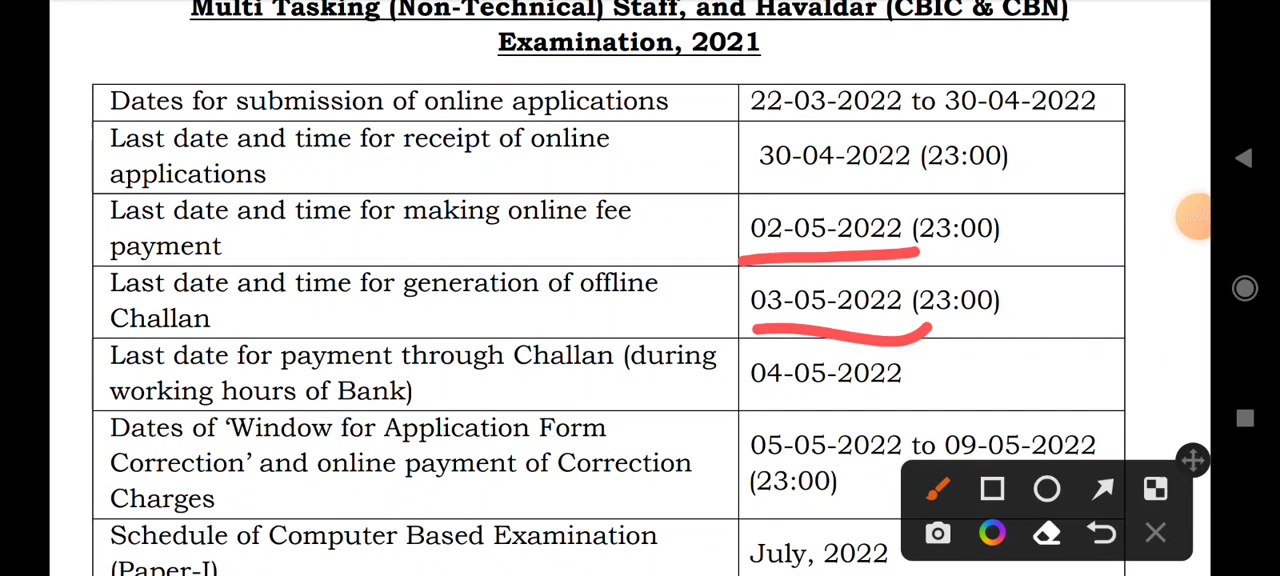 Multi Tasking (Non-Technical) Staff, and Havaldar (CBIC & CBN)
Examination, 2021
Dates for submission of online applications
22-03-2022 to 30-04-2022
Last date and time for receipt of online
applications
30-04-2022 (23:00)
Last date and time for making online fee
payment
02-05-2022 (23:00)
Last date and time for generation of offline
Challan
03-05-2022 (23:00)
Last date for payment through Challan (during
working hours of Bank)
04-05-2022
Dates of ‘Window for Application Form
Correction’ and online payment of Correction
Charges
05-05-2022 to 09-05-2022
(23:00)
Schedule of Computer Based Examination
(Paper-I)
July, 2022